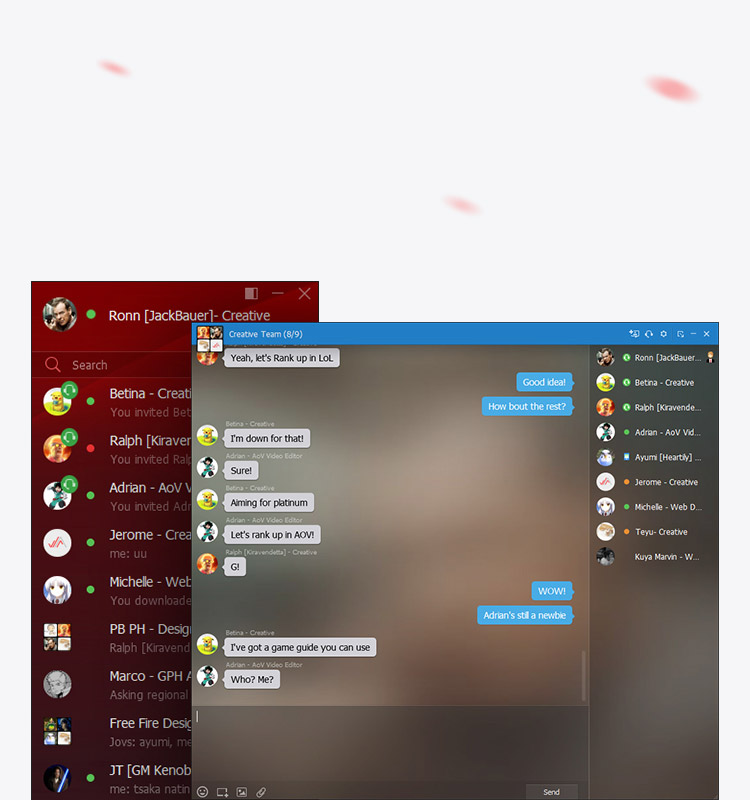 Ronn [JackBauer]- Creative
Search
Betina - Creati
You invited Bet
Ralph [Kiraven
You invited Ralp
Adrian - AoV V
You invited Adr
Jerome - Crea
me: uu
Michelle - Web
You downloade
PB PH - Design
Ralph [Kiravend
Marco - GPH A
Asking regional
Free Fire Desig
Jovs: ayumi, me
JT [GM Kenob
me: tsaka natin
Creative Team (8/9)
Yeah, let's Rank up in LoL
Good idea!
How bout the rest?
Betina - Creative
I'm down for that!
Adrian - AoV Video Editor
Sure!
Betina - Creative
Aiming for platinum
Adrian - AoV Video Editor
Let's rank up in AOV!
Ralph [Kiravendetta] - Creative
G!
WOW!
Adrian's still a newbie
Betina - Creative
I've got a game guide you can use
Adrian - AoV Video Editor
Who? Me?
Send
Ronn [JackBauer...
Betina - Creative
Ralph [Kiravende...
Adrian - AoV Vid...
Ayumi [Heartily] ...
Jerome - Creative
Michelle - Web D...
Teyu- Creative
Kuya Marvin - W...